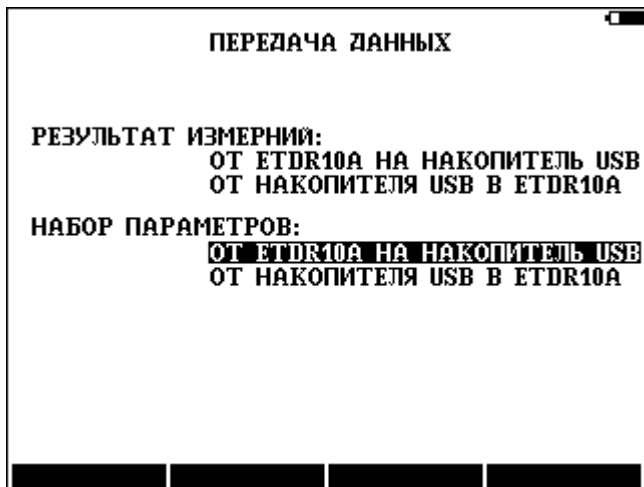 ПЕРЕДАЧА ДАННЫХ
РЕЗУЛЬТАТ ИЗМЕРНИЙ:
ОТ ETDR10A НА НАКОПИТЕЛЬ USB
ОТ НАКОПИТЕЛЯ USB В ETDR10A
НАБОР ПАРАМЕТРОВ:
ОТ ETDR10A НА НАКОПИТЕЛЬ USB
ОТ НАКОПИТЕЛЯ USB В ETDR10A